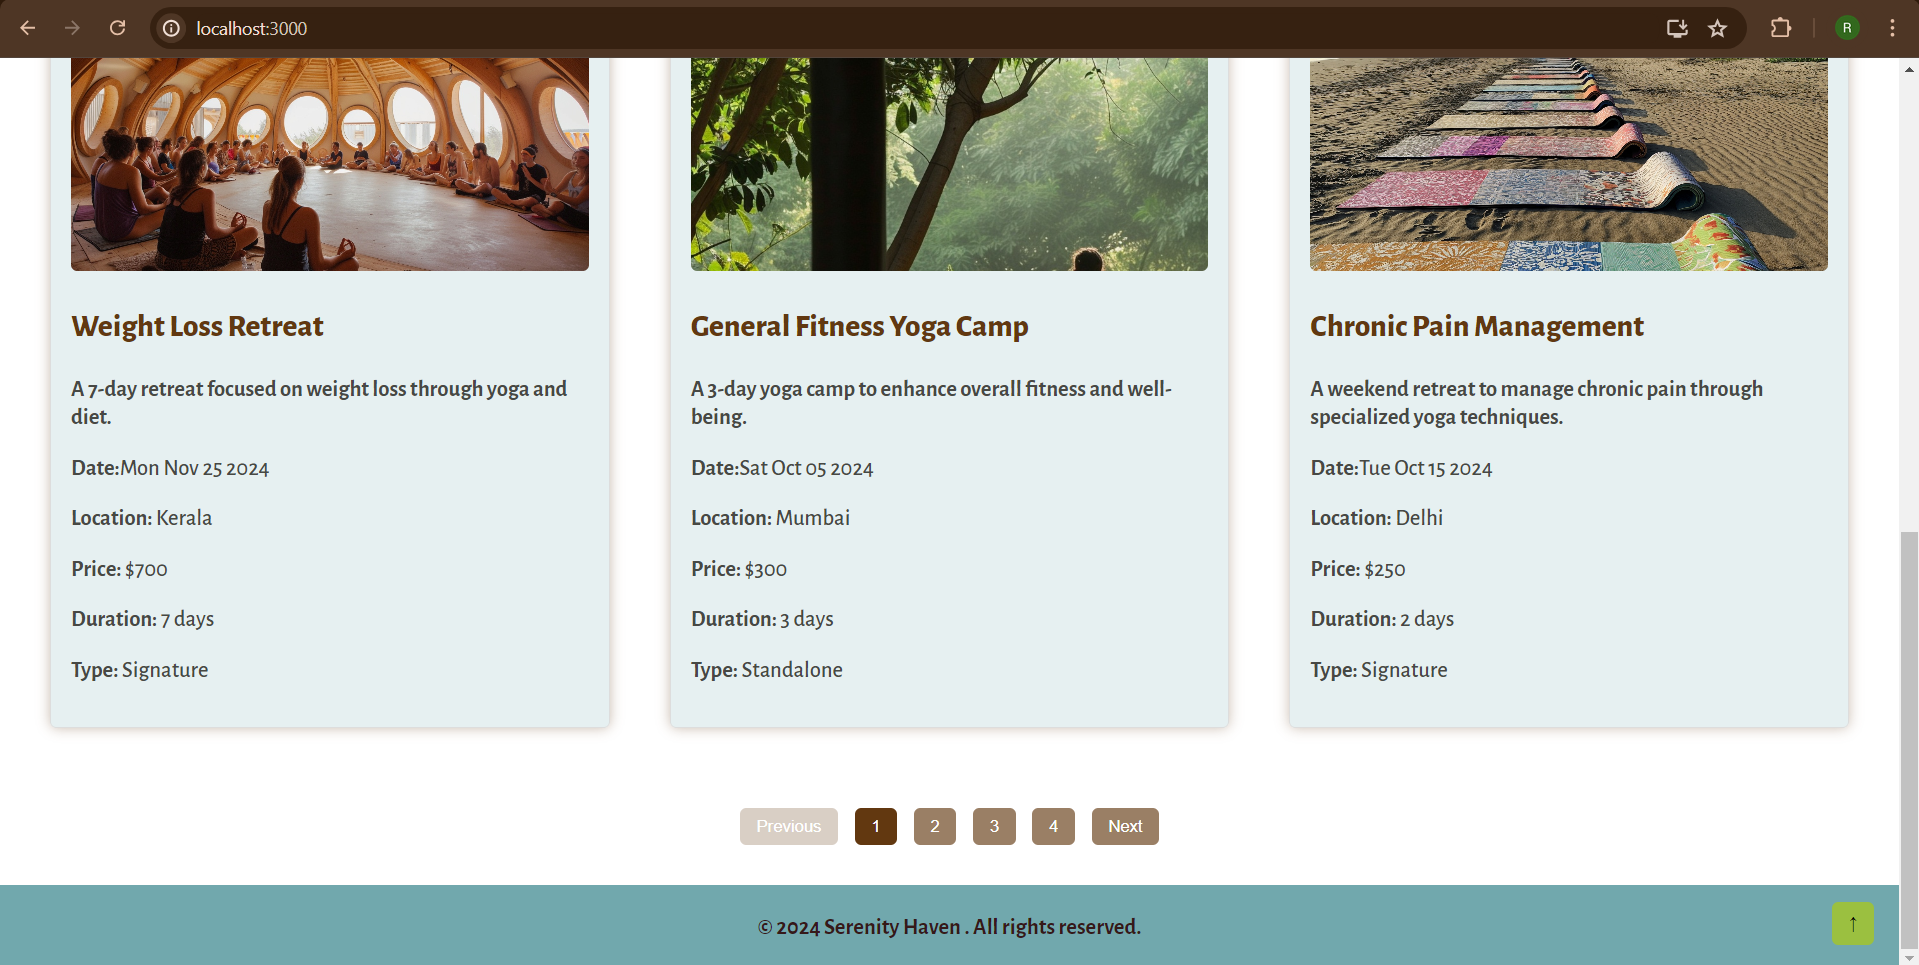 localhost:3000
R
Weight Loss Retreat
A 7-day retreat focused on weight loss through yoga and
diet.
Date:Mon Nov 25 2024
Location: Kerala
Price: $700
Duration: 7 days
Type: Signature
General Fitness Yoga Camp
A 3-day yoga camp to enhance overall fitness and well-
being.
Date:Sat Oct 05 2024
Location: Mumbai
Price: $300
Duration: 3 days
Type: Standalone
Chronic Pain Management
A weekend retreat to manage chronic pain through
specialized yoga techniques.
Date:Tue Oct 15 2024
Location: Delhi
Price: $250
Duration: 2 days
Type: Signature
Previous 1 2 3 4 Next
© 2024 Serenity Haven . All rights reserved.
↑